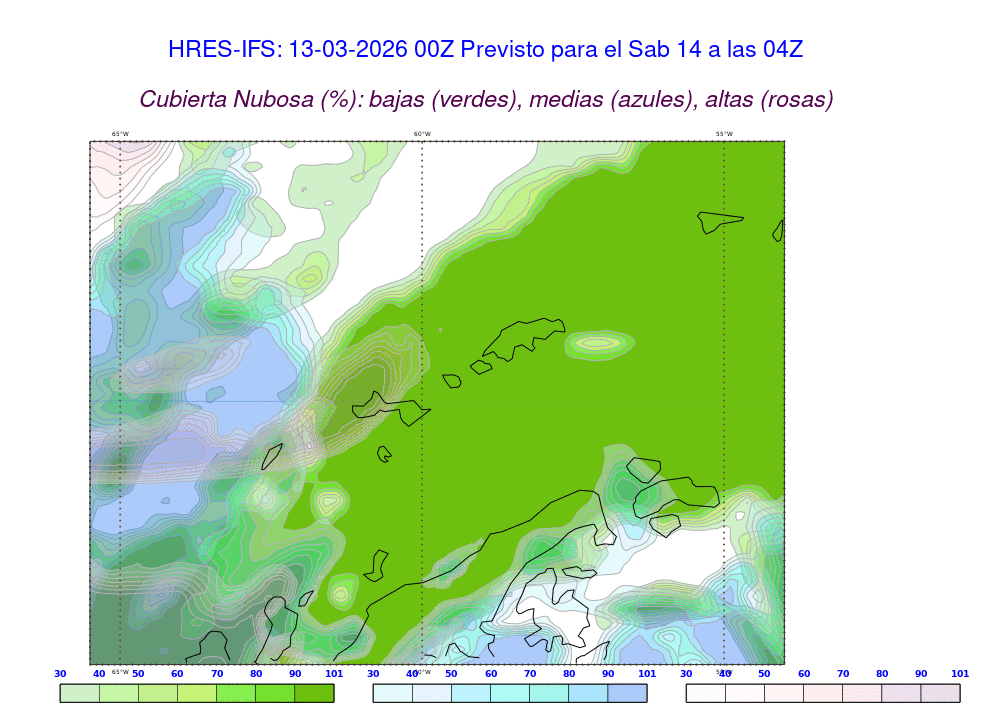 HRES-IFS: 13-03-2026 00Z Previsto para el Sab 14 a las 04Z
Cubierta Nubosa (%): bajas (verdes), medias (azules), altas (rosas)
65°W 60°W 55°W
30 40 50 60 70 80 90 101 30 40 50 60 70 80 90 101 30 40 50 60 70 80 90 101
65°W